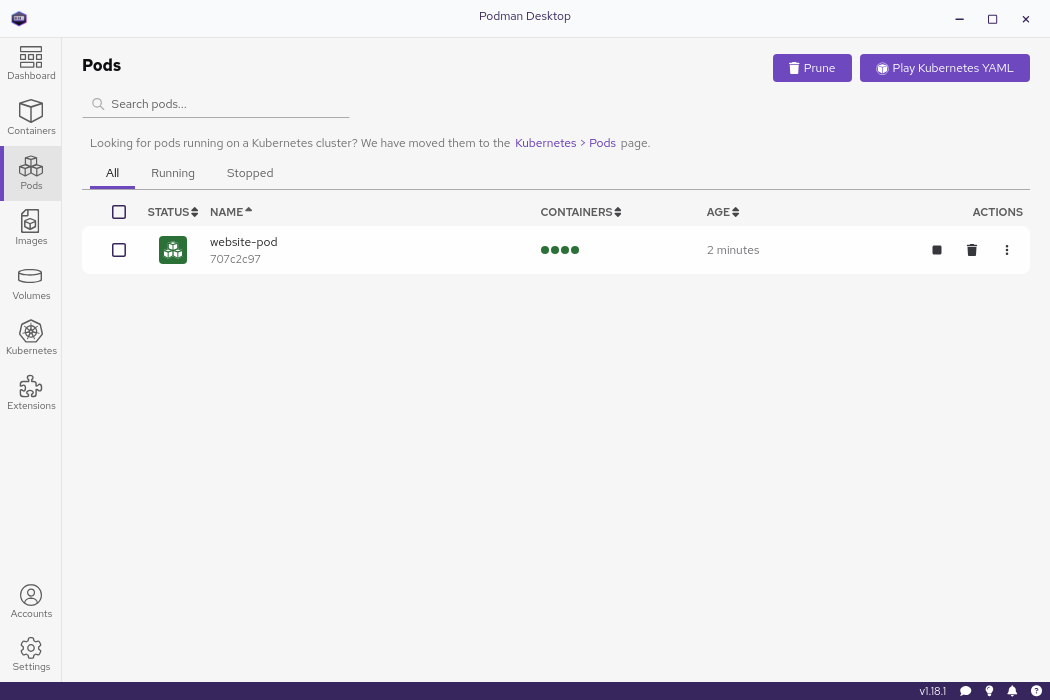 Podman Desktop
Dashboard
Containers
Pods
Images
Volumes
Kubernetes
Extensions
Accounts
Settings
Pods
Prune
Play Kubernetes YAML
Search pods...
Looking for pods running on a Kubernetes cluster? We have moved them to the Kubernetes > Pods page.
All Running Stopped
STATUS NAME CONTAINERS AGE ACTIONS
website-pod
707c2c97
2 minutes
v1.18.1